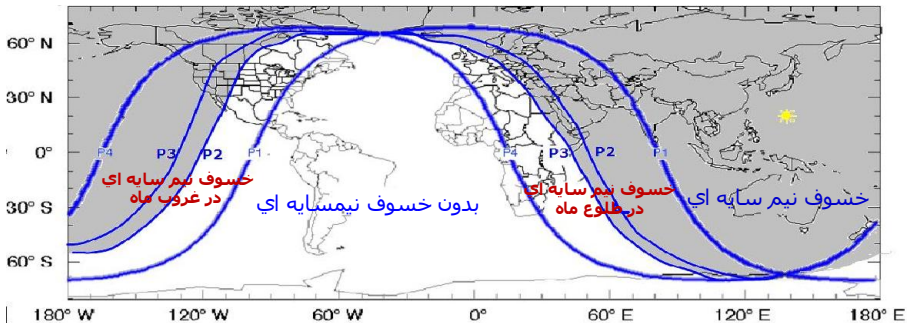 60° N
30° N
0°
30° S
60° S
P4
P3
P2
P1
P4
P3
P2
P1
خسوف نيم سايه اي
در غروب ماه
بدون خسوف نيمسايه اي
خسوف نيم سايه اي
در طلوع ماه
خسوف نيم سايه اي
180° W
120° W
60° W
0°
60° E
120° E
180° E